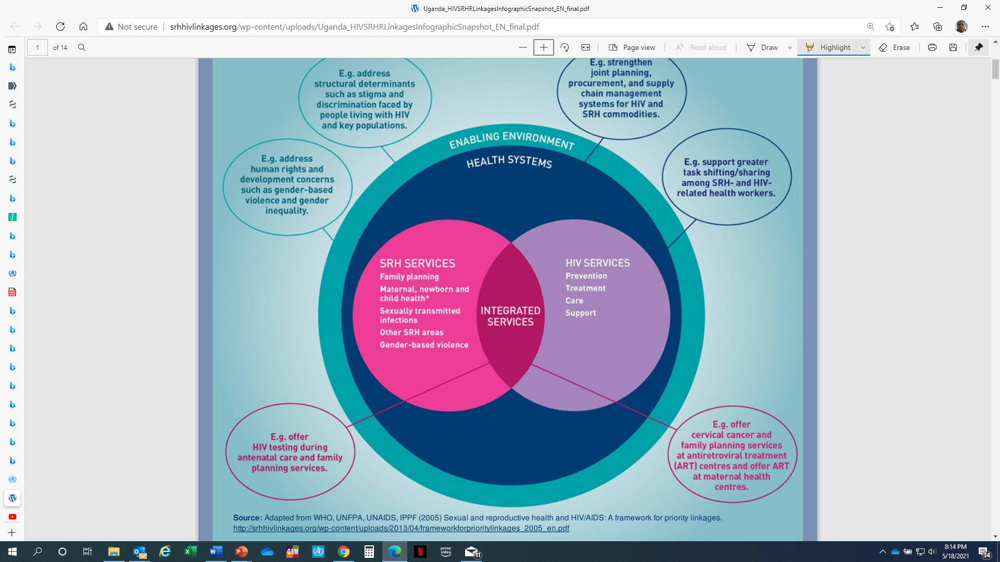 Uganda_HIVSRHRLinkagesInfographicSnapshot_EN_final.pdf
Not secure
srhhivlinkages.org/wp-content/uploads/Uganda_HIVSRHRLinkagesInfographicSnapshot_EN_final.pdf
1 of 14
Page view
Read aloud
Draw
Highlight
Erase
E.g. address
structural determinants
such as stigma and
discrimination faced by
people living with HIV
and key populations.
E.g. strengthen
joint planning,
procurement, and supply
chain management
systems for HIV and
SRH commodities.
E.g. address
human rights and
development concerns
such as gender-based
violence and gender
inequality.
ENABLING ENVIRONMENT
HEALTH SYSTEMS
E.g. support greater
task shifting/sharing
among SRH- and HIV-
related health workers.
SRH SERVICES
Family planning
Maternal, newborn and
child health*
Sexually transmitted
infections
Other SRH areas
Gender-based violence
INTEGRATED
SERVICES
HIV SERVICES
Prevention
Treatment
Care
Support
E.g. offer
HIV testing during
antenatal care and family
planning services.
E.g. offer
cervical cancer and
family planning services
at antiretroviral treatment
(ART) centres and offer ART
at maternal health
centres.
Source: Adapted from WHO, UNFPA, UNAIDS, IPPF (2005) Sexual and reproductive health and HIV/AIDS: A framework for priority linkages.
http://srhhivlinkages.org/wp-content/uploads/2013/04/frameworkforprioritylinkages_2005_en.pdf
PDF
GSM
prime
video
11
8:14 PM
5/18/2021
34